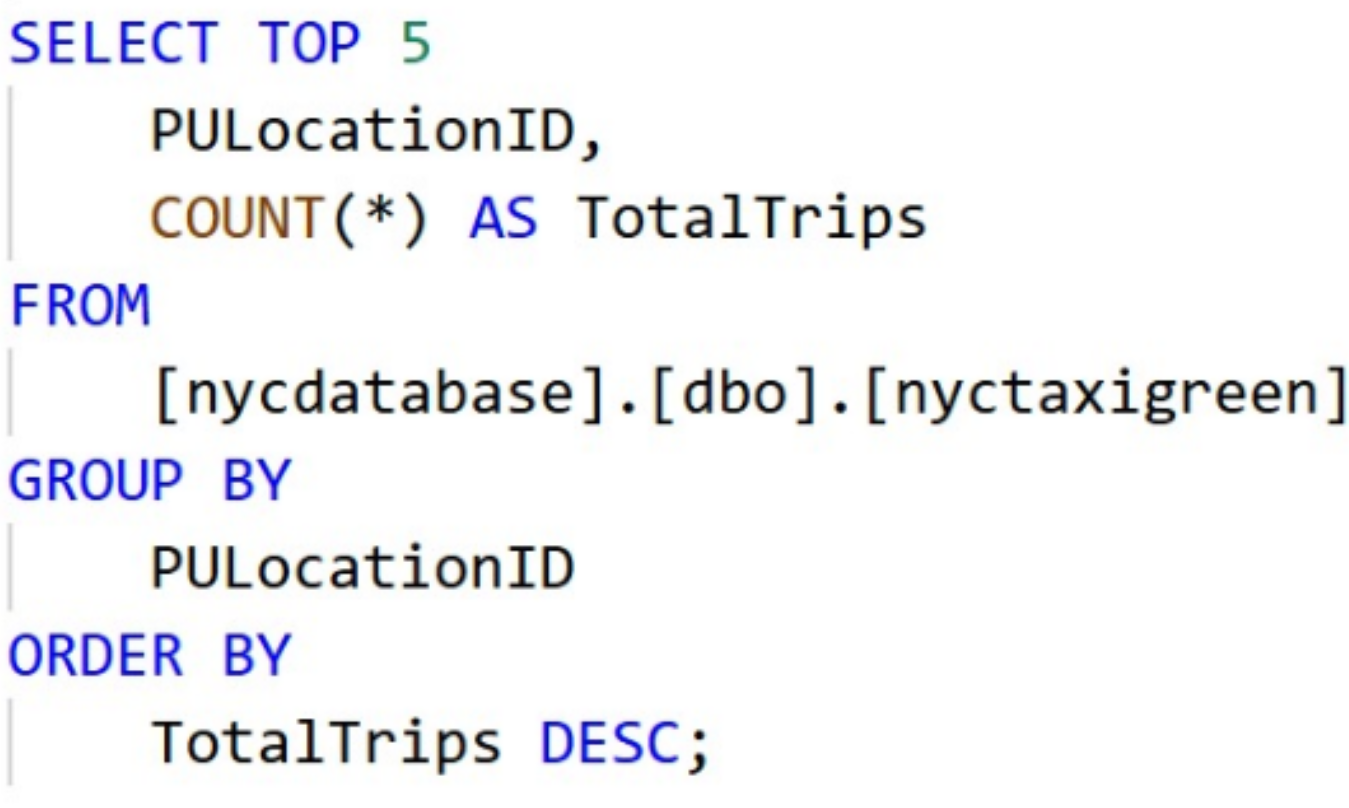 SELECT TOP 5
PULocationID,
COUNT(*) AS TotalTrips
FROM
[nycdatabase].[dbo].[nyctaxigreen]
GROUP BY
PULocationID
ORDER BY
TotalTrips DESC;